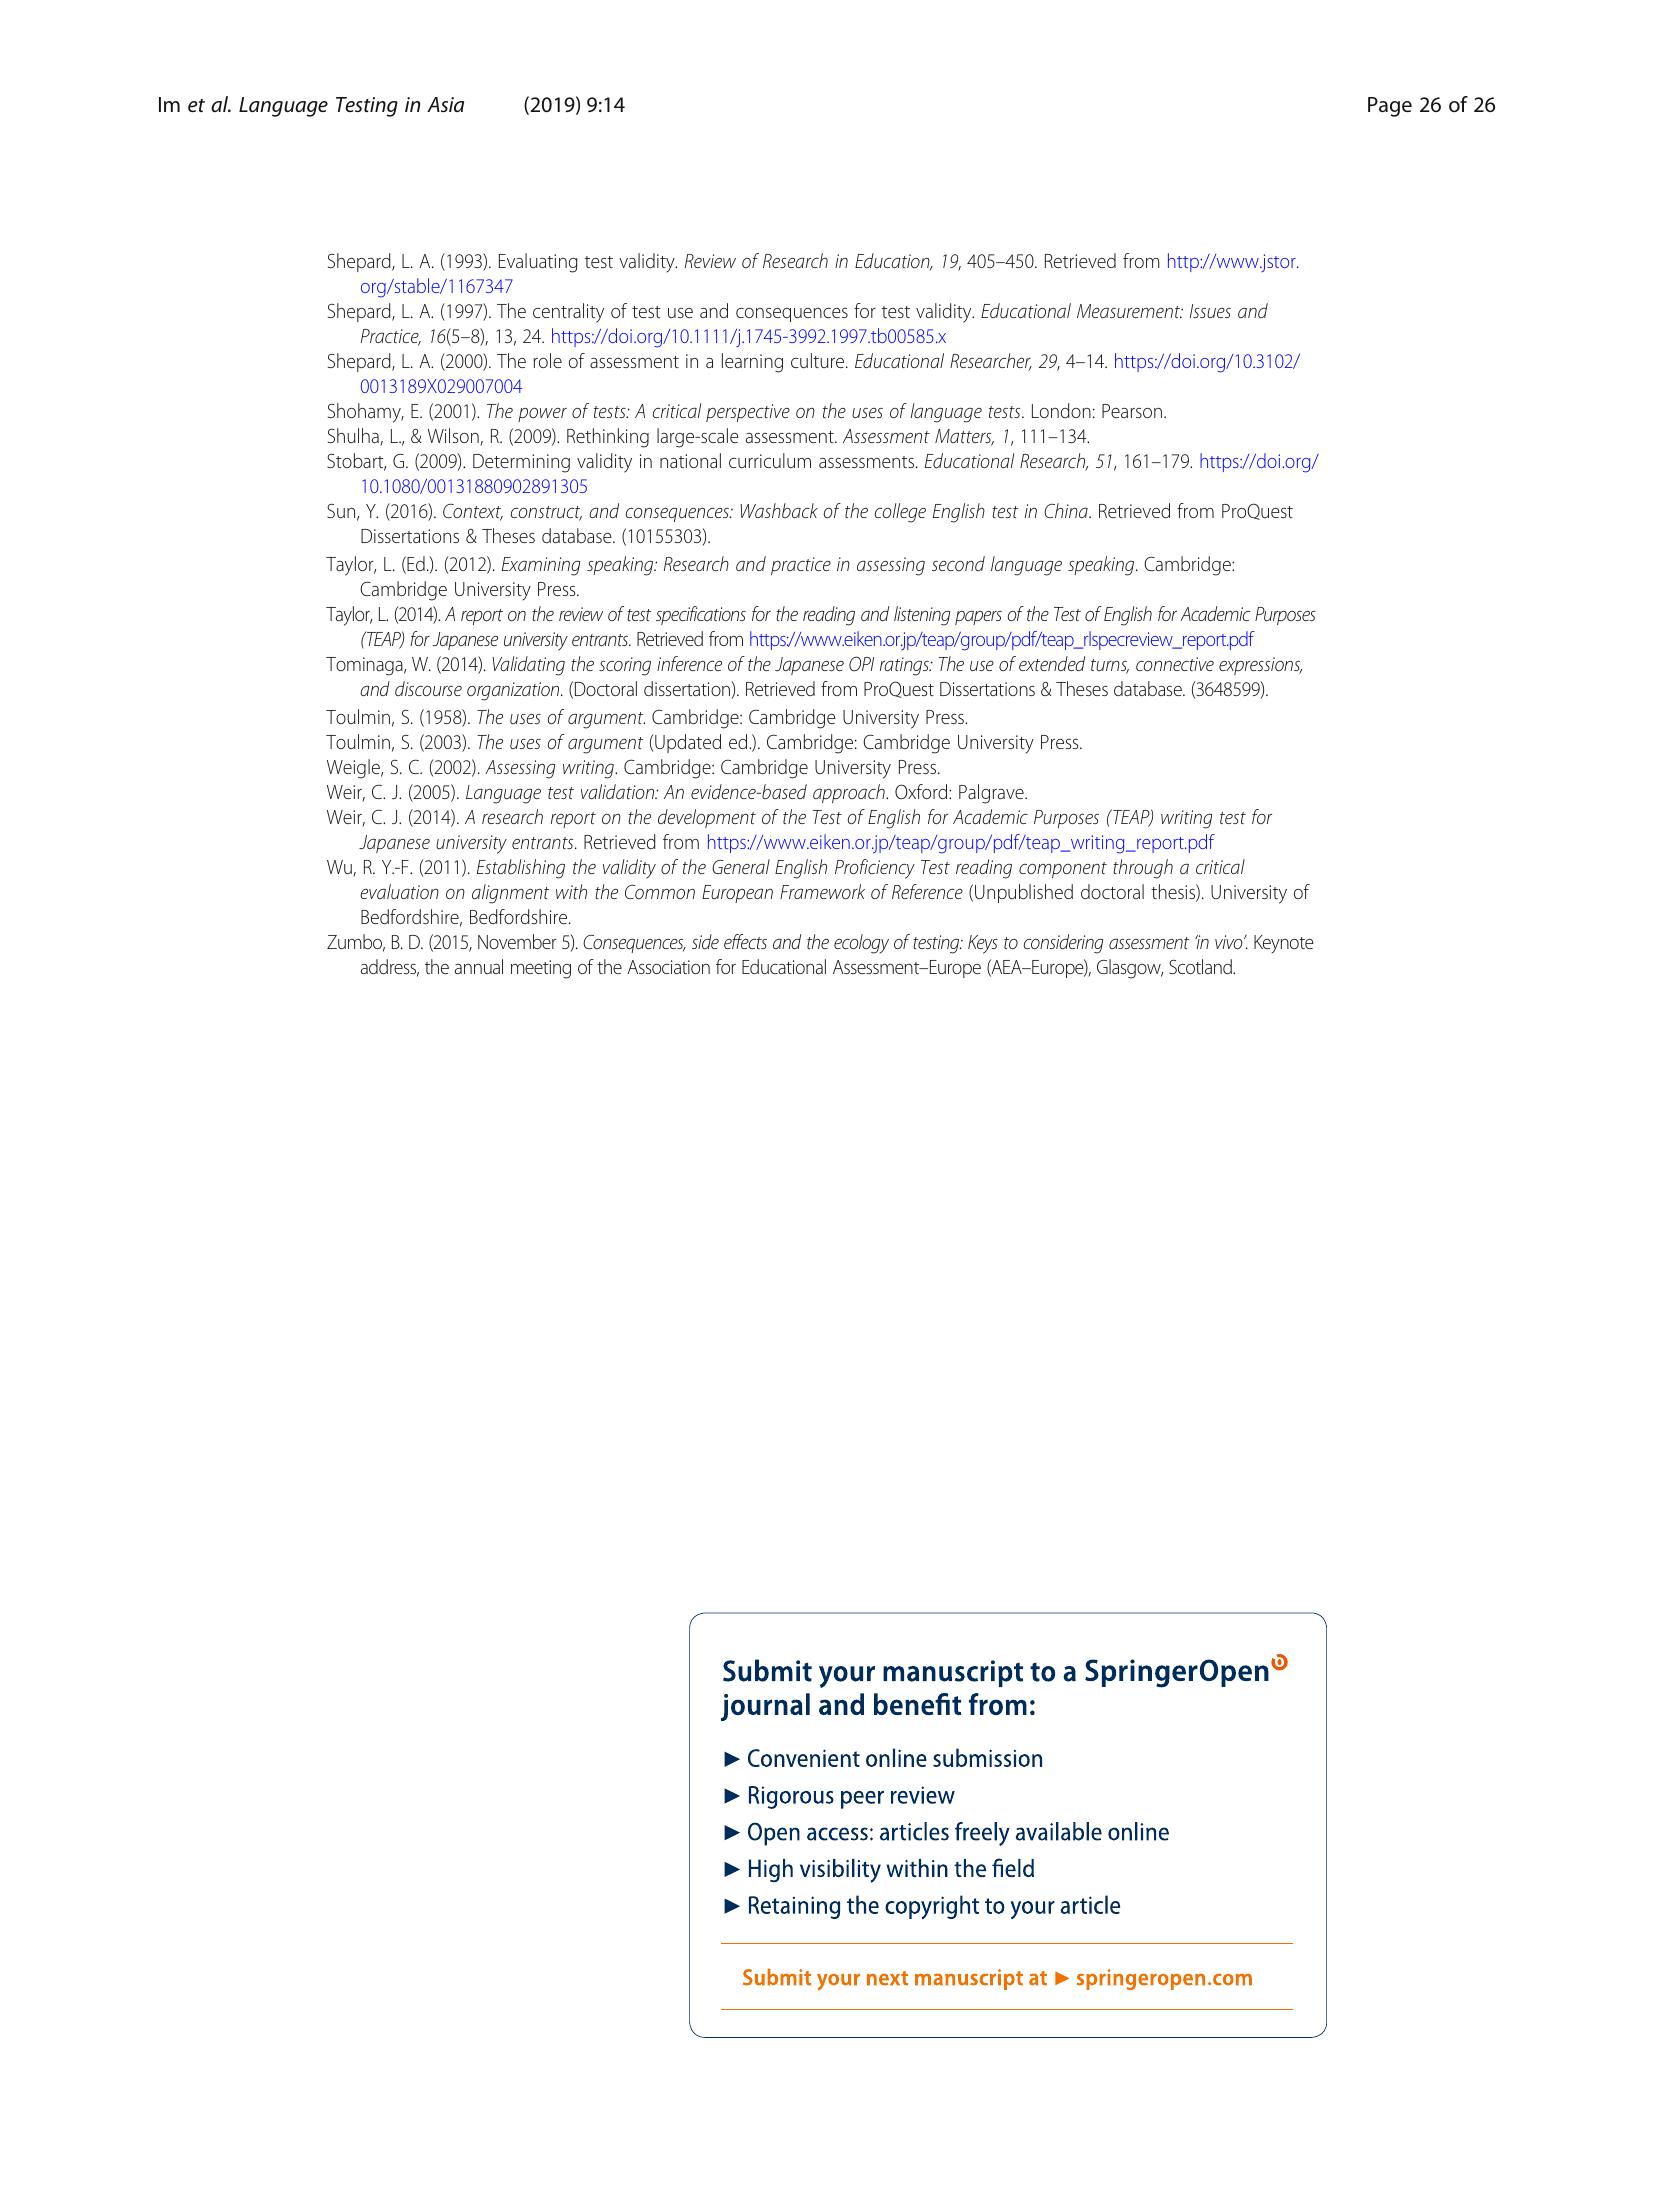 Im et al. Language Testing in Asia (2019) 9:14 Page 26 of 26
Shepard, L. A. (1993). Evaluating test validity. Review of Research in Education, 19, 405–450. Retrieved from http://www.jstor.
org/stable/1167347
Shepard, L. A. (1997). The centrality of test use and consequences for test validity. Educational Measurement: Issues and
Practice, 16(5–8), 13, 24. https://doi.org/10.1111/j.1745-3992.1997.tb00585.x
Shepard, L. A. (2000). The role of assessment in a learning culture. Educational Researcher, 29, 4–14. https://doi.org/10.3102/
0013189X029007004
Shohamy, E. (2001). The power of tests: A critical perspective on the uses of language tests. London: Pearson.
Shulha, L., & Wilson, R. (2009). Rethinking large-scale assessment. Assessment Matters, 1, 111–134.
Stobart, G. (2009). Determining validity in national curriculum assessments. Educational Research, 51, 161–179. https://doi.org/
10.1080/00131880902891305
Sun, Y. (2016). Context, construct, and consequences: Washback of the college English test in China. Retrieved from ProQuest
Dissertations & Theses database. (10155303).
Taylor, L. (Ed.). (2012). Examining speaking: Research and practice in assessing second language speaking. Cambridge:
Cambridge University Press.
Taylor, L. (2014). A report on the review of test specifications for the reading and listening papers of the Test of English for Academic Purposes
(TEAP) for Japanese university entrants. Retrieved from https://www.eiken.or.jp/teap/group/pdf/teap_rlspecreview_report.pdf
Tominaga, W. (2014). Validating the scoring inference of the Japanese OPI ratings: The use of extended turns, connective expressions,
and discourse organization. (Doctoral dissertation). Retrieved from ProQuest Dissertations & Theses database. (3648599).
Toulmin, S. (1958). The uses of argument. Cambridge: Cambridge University Press.
Toulmin, S. (2003). The uses of argument (Updated ed.). Cambridge: Cambridge University Press.
Weigle, S. C. (2002). Assessing writing. Cambridge: Cambridge University Press.
Weir, C. J. (2005). Language test validation: An evidence-based approach. Oxford: Palgrave.
Weir, C. J. (2014). A research report on the development of the Test of English for Academic Purposes (TEAP) writing test for
Japanese university entrants. Retrieved from https://www.eiken.or.jp/teap/group/pdf/teap_writing_report.pdf
Wu, R. Y.-F. (2011). Establishing the validity of the General English Proficiency Test reading component through a critical
evaluation on alignment with the Common European Framework of Reference (Unpublished doctoral thesis). University of
Bedfordshire, Bedfordshire.
Zumbo, B. D. (2015, November 5). Consequences, side effects and the ecology of testing: Keys to considering assessment ‘in vivo’. Keynote
address, the annual meeting of the Association for Educational Assessment–Europe (AEA–Europe), Glasgow, Scotland.
Submit your manuscript to a SpringerOpen
journal and benefit from:
► Convenient online submission
► Rigorous peer review
► Open access: articles freely available online
► High visibility within the field
► Retaining the copyright to your article
Submit your next manuscript at ► springeropen.com